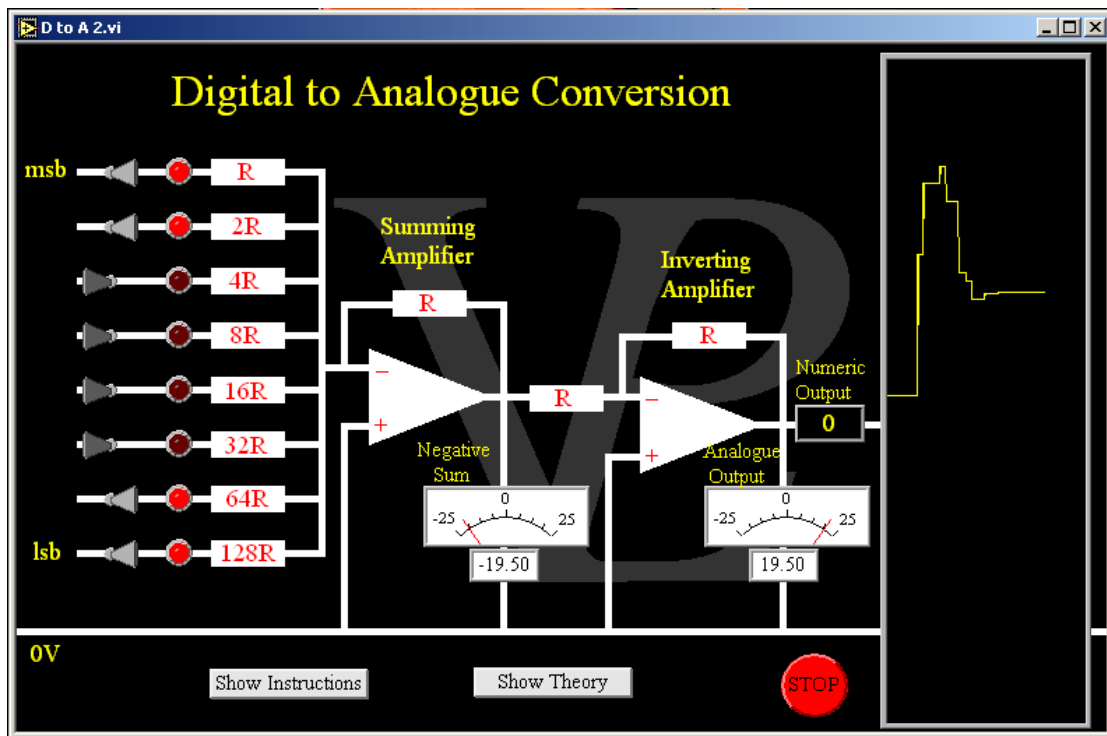 D to A 2.vi
Digital to Analogue Conversion
msb
R
2R
4R
8R
16R
32R
64R
lsb
128R
Summing
Amplifier
R
Inverting
Amplifier
R
R
−
+
−
+
Numeric
Output
0
Negative
Sum
-25
0
25
-19.50
Analogue
Output
-25
0
25
19.50
0V
Show Instructions
Show Theory
STOP